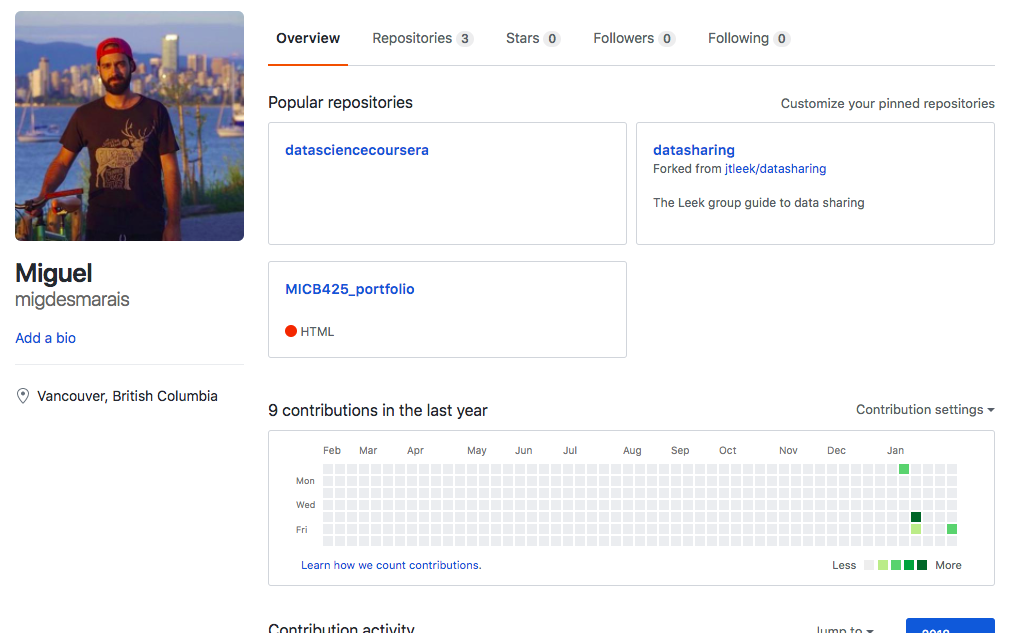 Overview Repositories 3 Stars 0 Followers 0 Following 0
Popular repositories Customize your pinned repositories
datasciencecoursera
datasharing
Forked from jtleek/datasharing
The Leek group guide to data sharing
MICB425_portfolio
HTML
Miguel
migdesmarais
Add a bio
Vancouver, British Columbia
9 contributions in the last year Contribution settings
Feb Mar Apr May Jun Jul Aug Sep Oct Nov Dec Jan
Mon
Wed
Fri
Learn how we count contributions. Less More
Contribution activity Jump to 2018